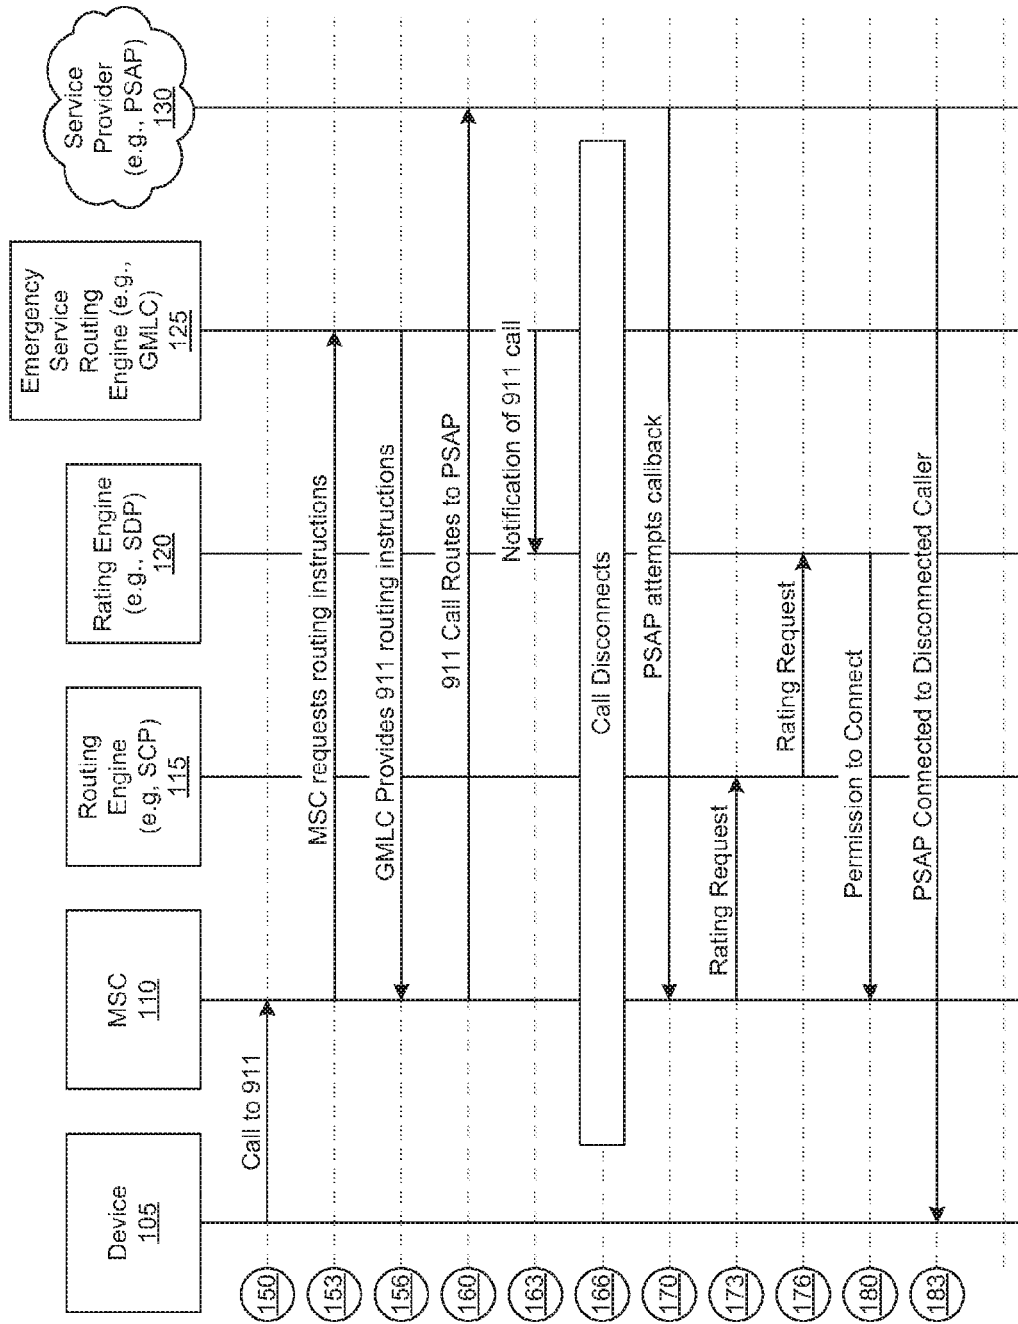 Device
105
MSC
110
Routing
Engine
(e.g, SCP)
115
Rating Engine
(e.g., SDP)
120
Emergency
Service
Routing
Engine (e.g.,
GMLC)
125
Service
Provider
(e.g., PSAP)
130
150
Call to 911
153
MSC requests routing instructions
156
GMLC Provides 911 routing instructions
160
911 Call Routes to PSAP
163
Notification of 911 call
166
Call Disconnects
170
PSAP attempts callback
173
Rating Request
176
Rating Request
180
Permission to Connect
183
PSAP Connected to Disconnected Caller